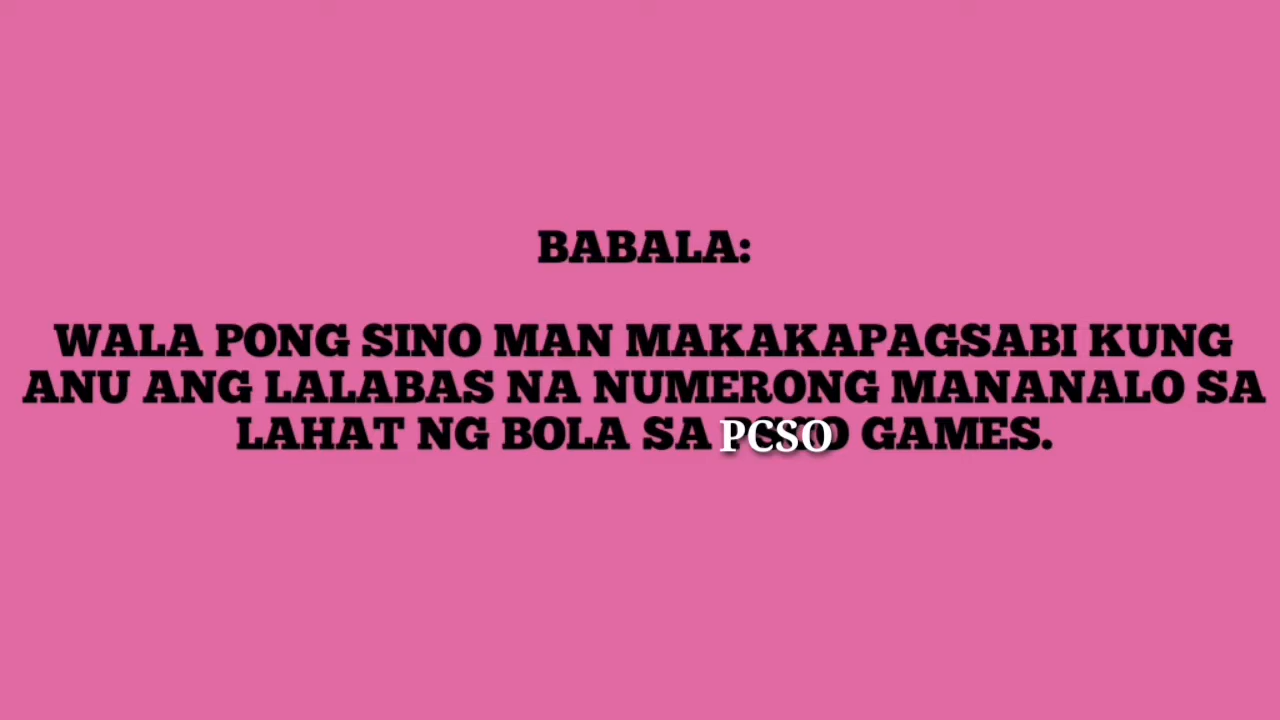 BABALA:
WALA PONG SINO MAN MAKAKAPAGSABI KUNG
ANU ANG LALABAS NA NUMERONG MANANALO SA
LAHAT NG BOLA SA PCSO GAMES.